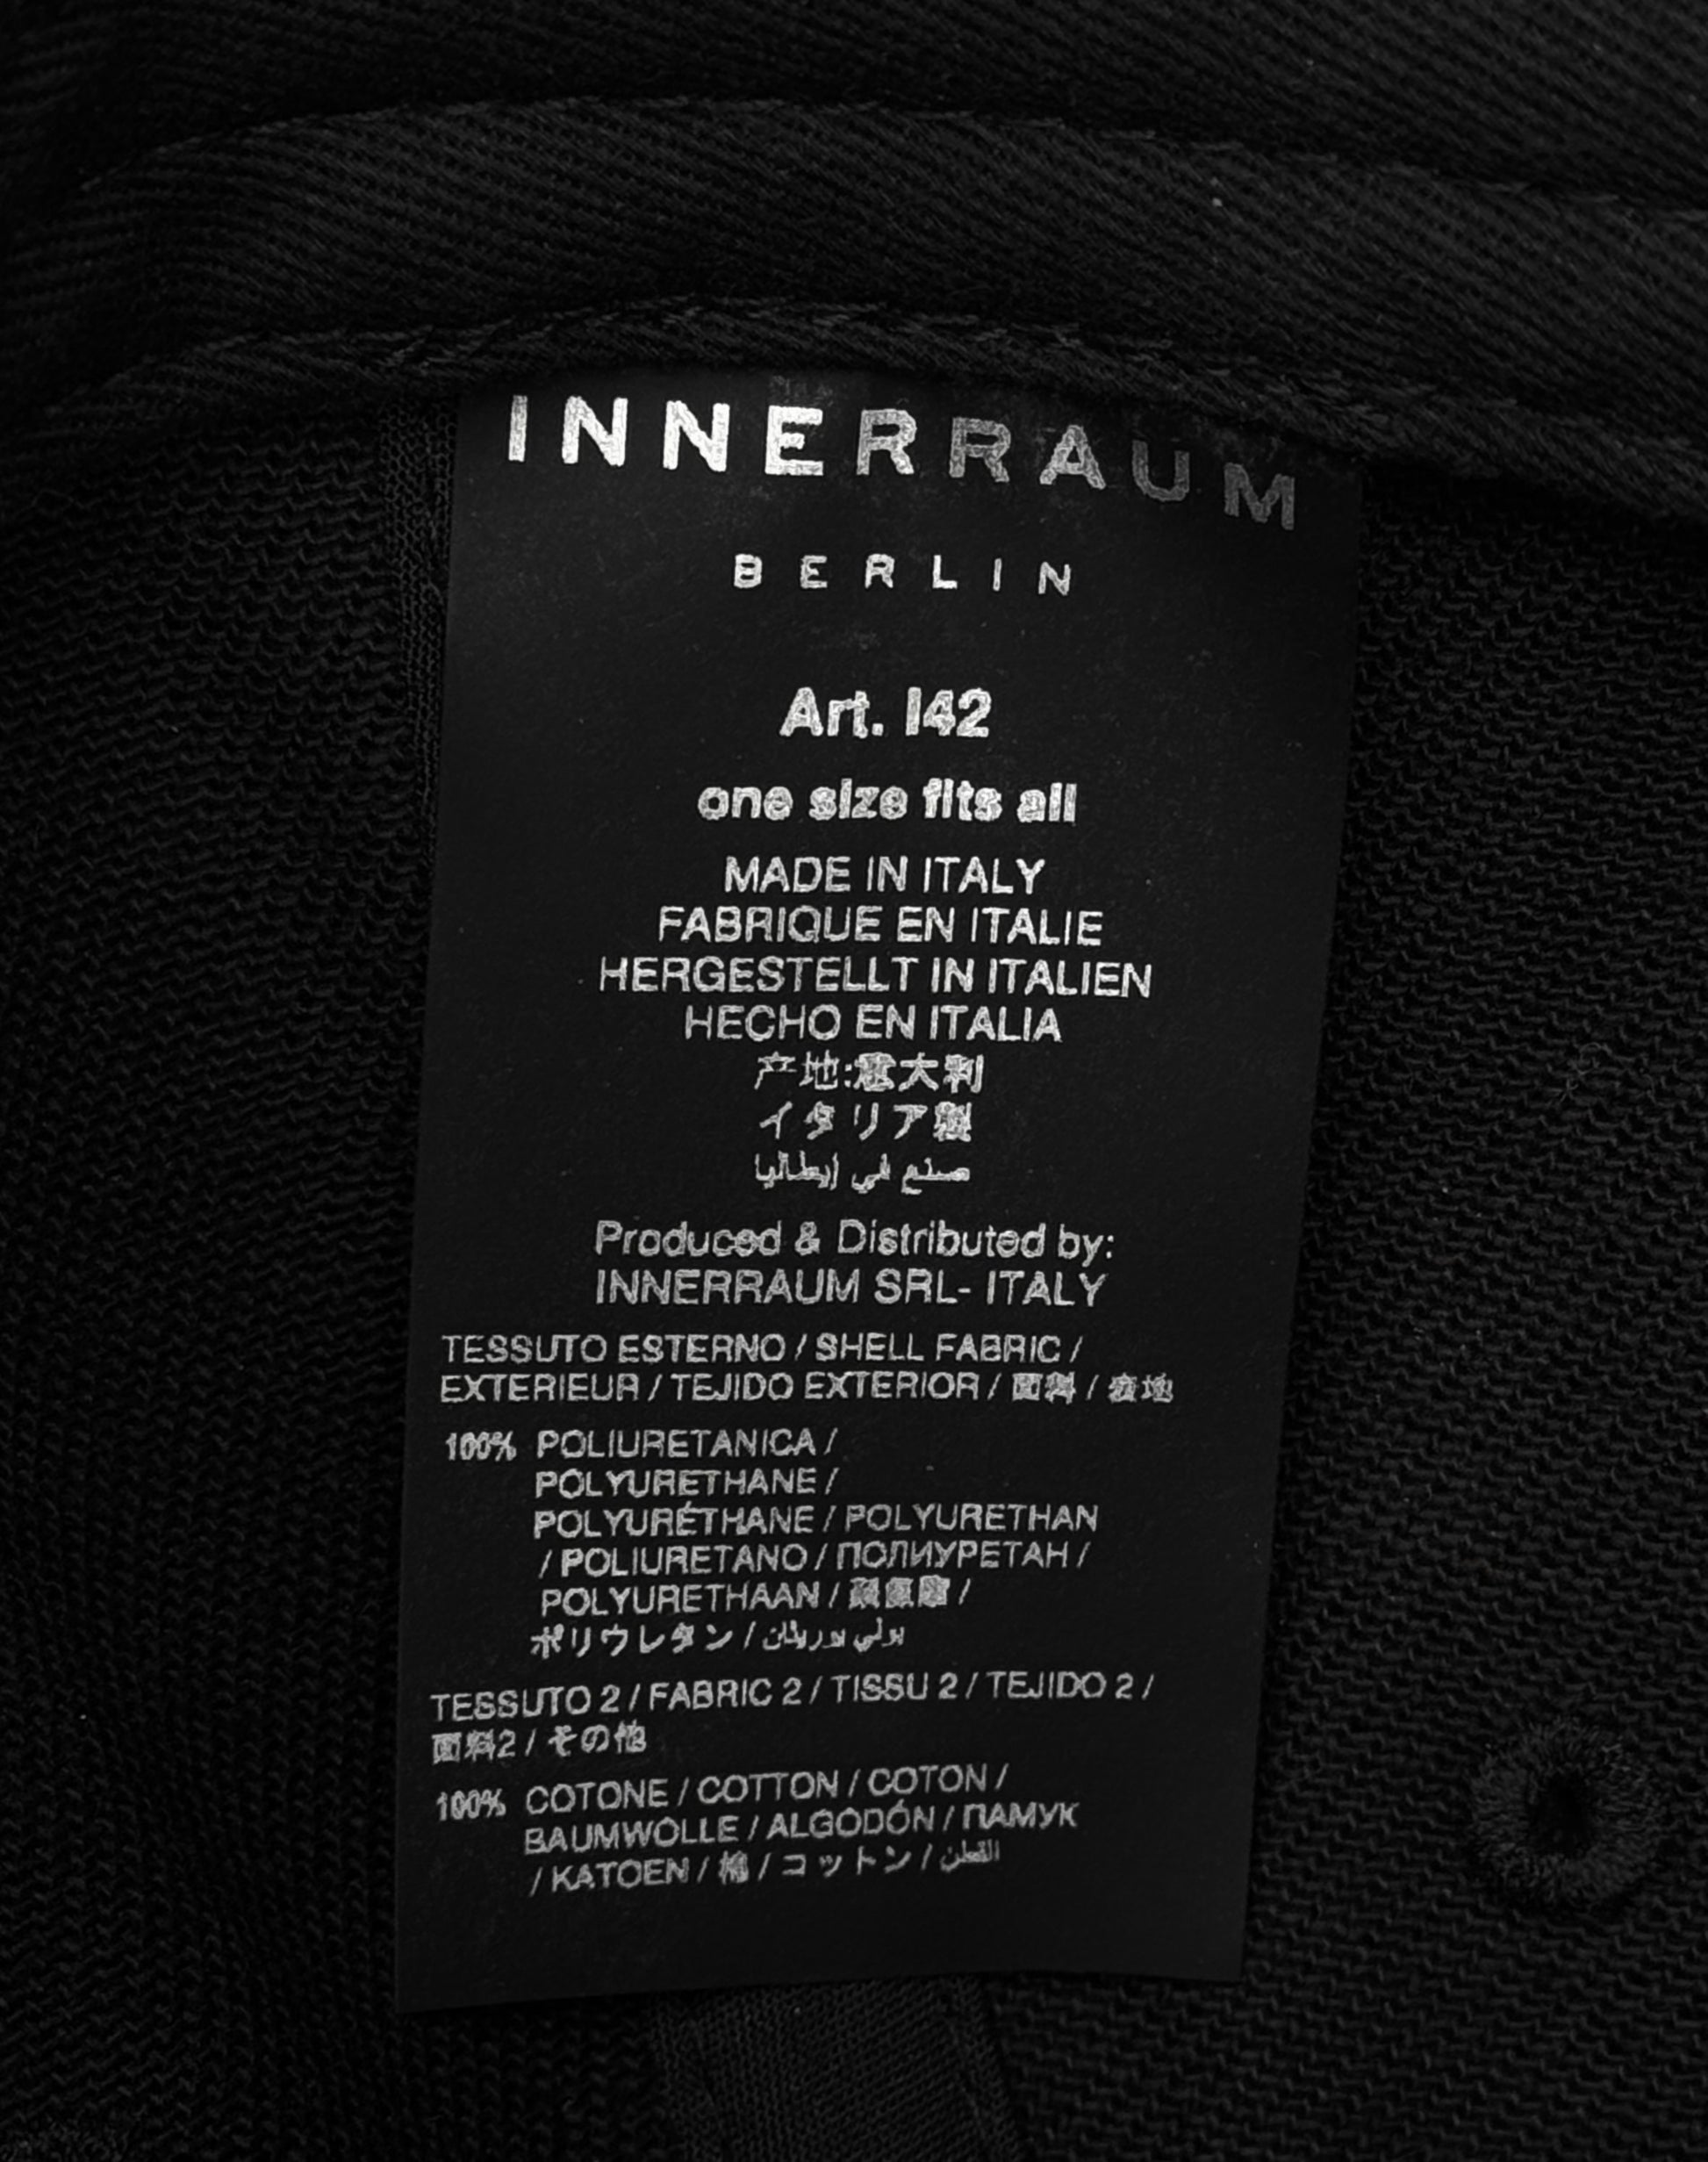 INNERRAUM
BERLIN
Art. I42
one size fits all
MADE IN ITALY
FABRIQUE EN ITALIE
HERGESTELLT IN ITALIEN
HECHO EN ITALIA
产地:意大利
イタリア製
صنع في إيطاليا
Produced & Distributed by:
INNERRAUM SRL- ITALY
TESSUTO ESTERNO / SHELL FABRIC /
EXTERIEUR / TEJIDO EXTERIOR / 面料 / 表地
100% POLIURETANICA /
POLYURETHANE /
POLYURÉTHANE / POLYURETHAN
/ POLIURETANO / ПОЛИУРЕТАН /
POLYURETHAAN / /
ポリウレタン / بولي يوريثان
TESSUTO 2 / FABRIC 2 / TISSU 2 / TEJIDO 2 /
面料2 / その他
100% COTONE / COTTON / COTON /
BAUMWOLLE / ALGODÓN / ПАМУК
/ KATOEN / 棉 / コットン / القطن